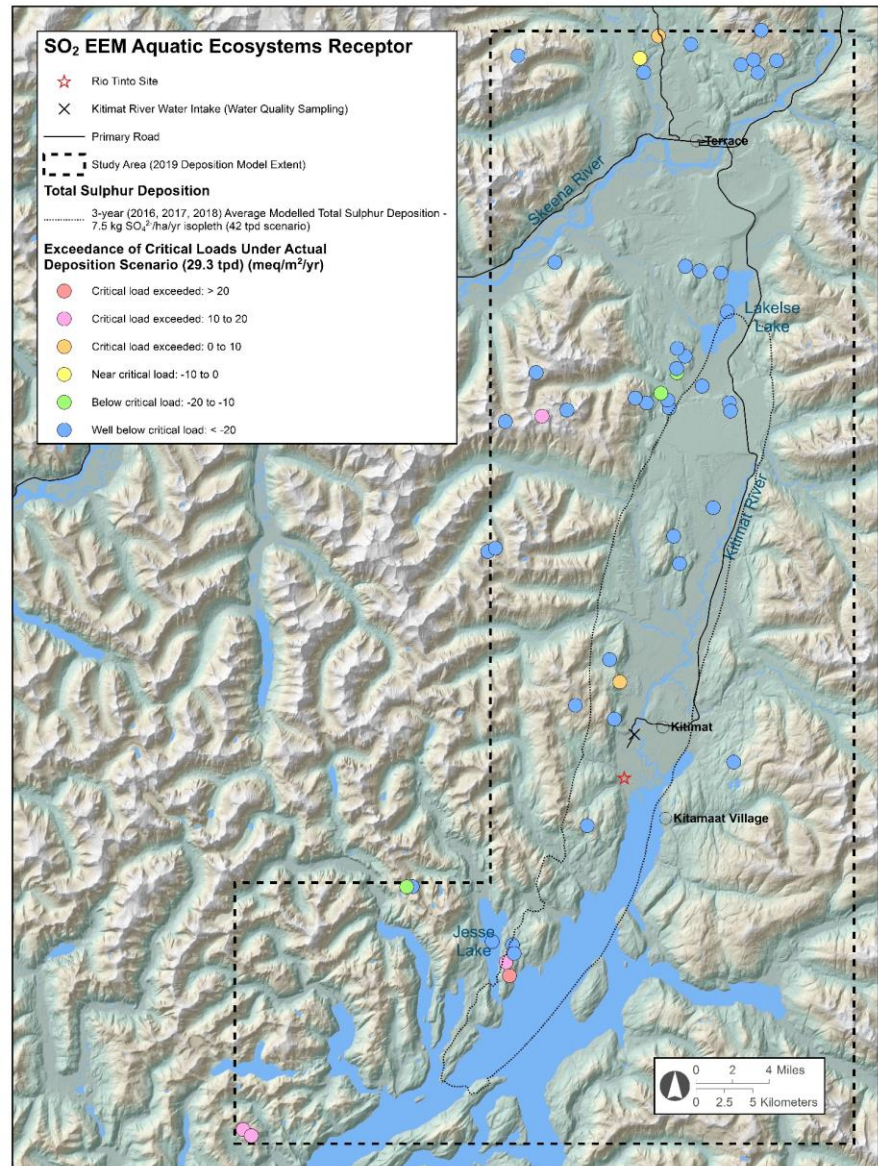 SO₂ EEM Aquatic Ecosystems Receptor
Rio Tinto Site
Kitimat River Water Intake (Water Quality Sampling)
Primary Road
Study Area (2019 Deposition Model Extent)
Total Sulphur Deposition
3-year (2016, 2017, 2018) Average Modelled Total Sulphur Deposition -
7.5 kg SO₄²⁻/ha/yr isopleth (42 tpd scenario)
Exceedance of Critical Loads Under Actual
Deposition Scenario (29.3 tpd) (meq/m²/yr)
Critical load exceeded: > 20
Critical load exceeded: 10 to 20
Critical load exceeded: 0 to 10
Near critical load: -10 to 0
Below critical load: -20 to -10
Well below critical load: < -20
Terrace
Skeena River
Lakelse
Lake
Kitimat River
Kitimat
Kitamaat Village
Jesse
Lake
0 2 4 Miles
0 2.5 5 Kilometers